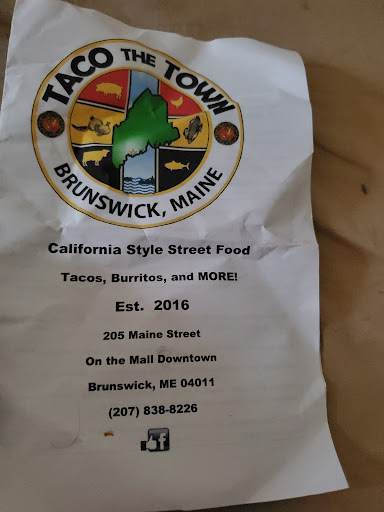 TACO THE TOWN
BRUNSWICK, MAINE
California Style Street Food
Tacos, Burritos, and MORE!
Est. 2016
205 Maine Street
On the Mall Downtown
Brunswick, ME 04011
(207) 838-8226
f